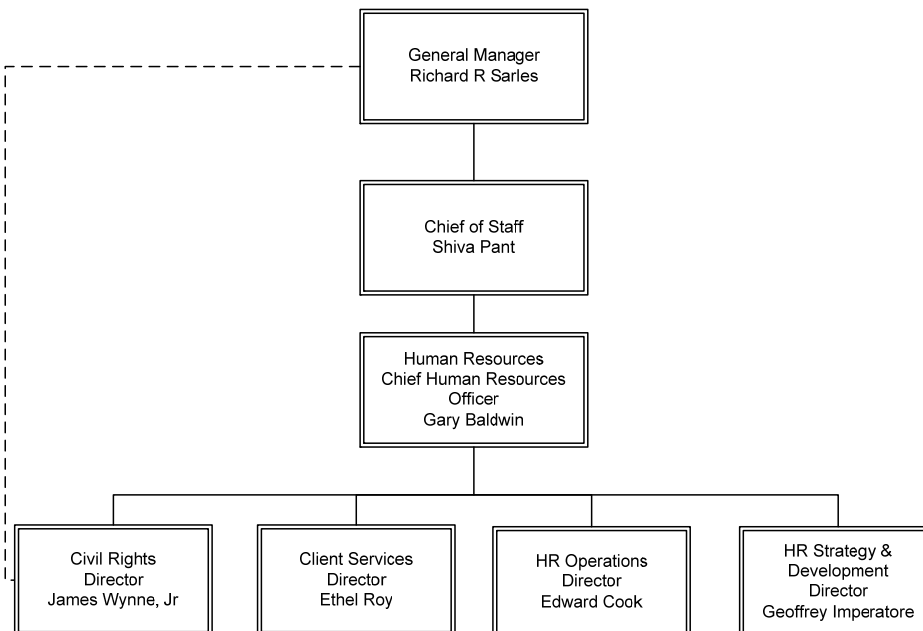 General Manager
Richard R Sarles
Chief of Staff
Shiva Pant
Human Resources
Chief Human Resources
Officer
Gary Baldwin
Civil Rights
Director
James Wynne, Jr
Client Services
Director
Ethel Roy
HR Operations
Director
Edward Cook
HR Strategy &
Development
Director
Geoffrey Imperatore